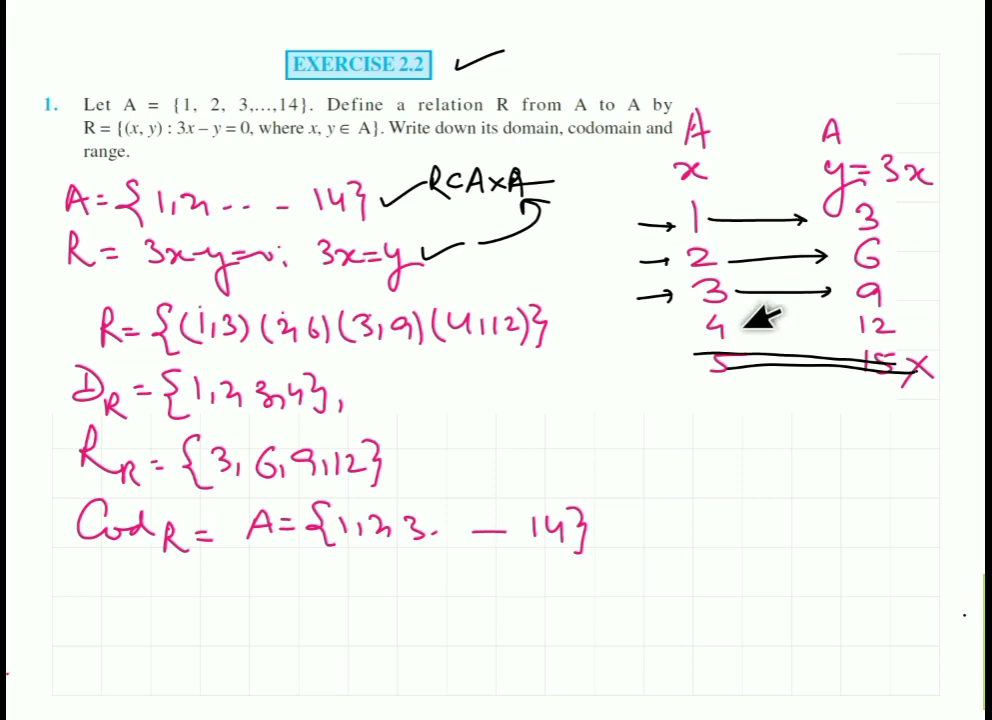 EXERCISE 2.2
1. Let A = {1, 2, 3,...,14}. Define a relation R from A to A by
R = {(x, y) : 3x – y = 0, where x, y ∈ A}. Write down its domain, codomain and
range.
A={1,2, .. - 14} R⊂A×A
R= 3x-y=0; 3x=y
R={(1,3)(2,6)(3,9)(4,12)}
D_R={1,2,3,4},
R_R={3,6,9,12}
Cod_R= A={1,2,3. — 14}
A A
x y=3x
1 3
2 6
3 9
4 12
5 15 X